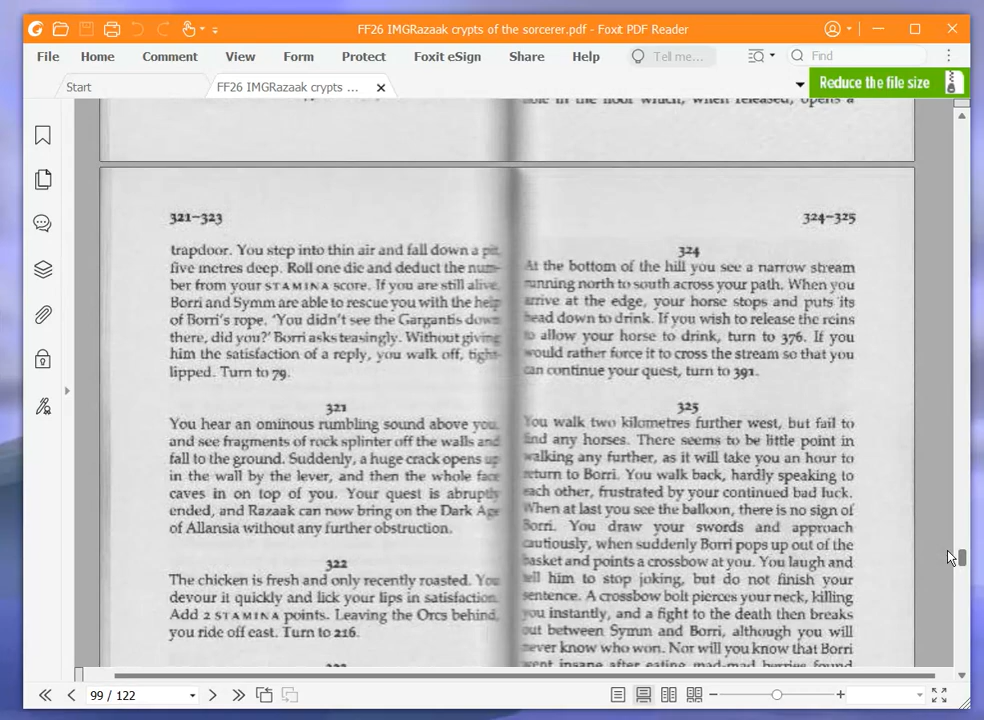 FF26 IMGRazaak crypts of the sorcerer.pdf - Foxit PDF Reader
File Home Comment View Form Protect Foxit eSign Share Help Tell me... Find
Start FF26 IMGRazaak crypts ... Reduce the file size
hole in the floor which, when released, opens a
321–323
trapdoor. You step into thin air and fall down a pit
five metres deep. Roll one die and deduct the num-
ber from your STAMINA score. If you are still alive,
Borri and Symm are able to rescue you with the help
of Borri's rope. 'You didn't see the Gargantis down
there, did you?' Borri asks teasingly. Without giving
him the satisfaction of a reply, you walk off, tight-
lipped. Turn to 79.
321
You hear an ominous rumbling sound above you,
and see fragments of rock splinter off the walls and
fall to the ground. Suddenly, a huge crack opens up
in the wall by the lever, and then the whole face
caves in on top of you. Your quest is abruptly
ended, and Razaak can now bring on the Dark Age
of Allansia without any further obstruction.
322
The chicken is fresh and only recently roasted. You
devour it quickly and lick your lips in satisfaction.
Add 2 STAMINA points. Leaving the Orcs behind,
you ride off east. Turn to 216.
324–325
324
At the bottom of the hill you see a narrow stream
running north to south across your path. When you
arrive at the edge, your horse stops and puts its
head down to drink. If you wish to release the reins
to allow your horse to drink, turn to 376. If you
would rather force it to cross the stream so that you
can continue your quest, turn to 391.
325
You walk two kilometres further west, but fail to
find any horses. There seems to be little point in
walking any further, as it will take you an hour to
return to Borri. You walk back, hardly speaking to
each other, frustrated by your continued bad luck.
When at last you see the balloon, there is no sign of
Borri. You draw your swords and approach
cautiously, when suddenly Borri pops up out of the
basket and points a crossbow at you. You laugh and
tell him to stop joking, but do not finish your
sentence. A crossbow bolt pierces your neck, killing
you instantly, and a fight to the death then breaks
out between Symm and Borri, although you will
never know who won. Nor will you know that Borri
went insane after eating mad-mad berries found
99 / 122